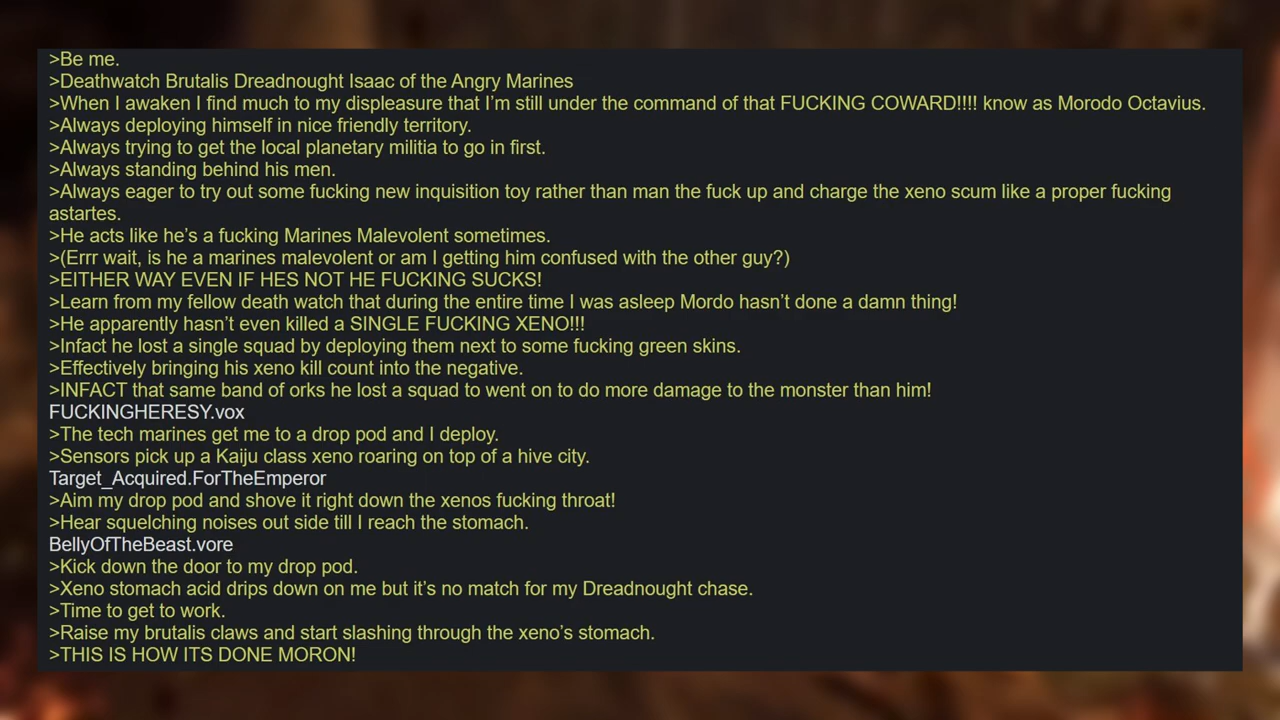 >Be me.
>Deathwatch Brutalis Dreadnought Isaac of the Angry Marines
>When I awaken I find much to my displeasure that I’m still under the command of that FUCKING COWARD!!!! know as Morodo Octavius.
>Always deploying himself in nice friendly territory.
>Always trying to get the local planetary militia to go in first.
>Always standing behind his men.
>Always eager to try out some fucking new inquisition toy rather than man the fuck up and charge the xeno scum like a proper fucking
astartes.
>He acts like he’s a fucking Marines Malevolent sometimes.
>(Errr wait, is he a marines malevolent or am I getting him confused with the other guy?)
>EITHER WAY EVEN IF HES NOT HE FUCKING SUCKS!
>Learn from my fellow death watch that during the entire time I was asleep Mordo hasn’t done a damn thing!
>He apparently hasn’t even killed a SINGLE FUCKING XENO!!!
>Infact he lost a single squad by deploying them next to some fucking green skins.
>Effectively bringing his xeno kill count into the negative.
>INFACT that same band of orks he lost a squad to went on to do more damage to the monster than him!
FUCKINGHERESY.vox
>The tech marines get me to a drop pod and I deploy.
>Sensors pick up a Kaiju class xeno roaring on top of a hive city.
Target_Acquired.ForTheEmperor
>Aim my drop pod and shove it right down the xenos fucking throat!
>Hear squelching noises out side till I reach the stomach.
BellyOfTheBeast.vore
>Kick down the door to my drop pod.
>Xeno stomach acid drips down on me but it’s no match for my Dreadnought chase.
>Time to get to work.
>Raise my brutalis claws and start slashing through the xeno’s stomach.
>THIS IS HOW ITS DONE MORON!